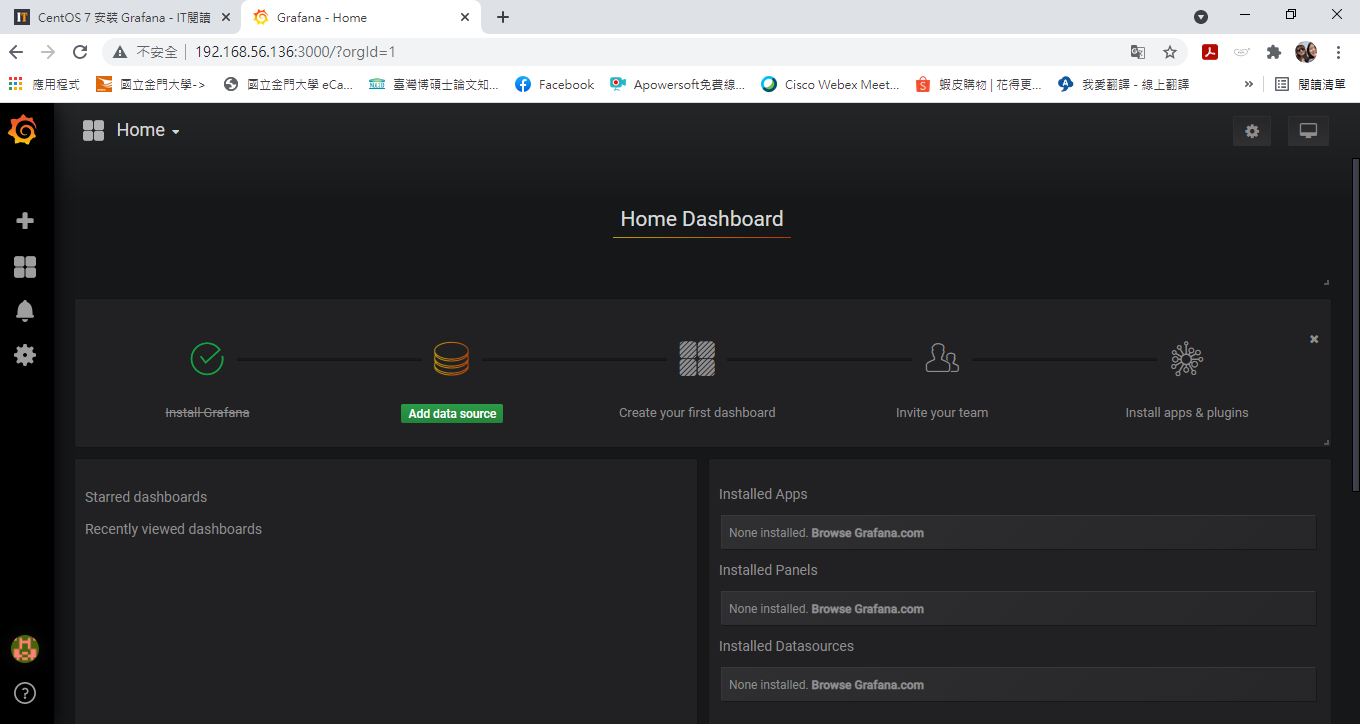 CentOS 7 安裝 Grafana - IT閱讀
Grafana - Home
不安全 192.168.56.136:3000/?orgId=1
應用程式 國立金門大學-> 國立金門大學 eCa... 臺灣博碩士論文知... Facebook Apowersoft免費線... Cisco Webex Meet... 蝦皮購物 | 花得更... 我愛翻譯 - 線上翻譯 » 閱讀清單
Home
Home Dashboard
Install Grafana
Add data source
Create your first dashboard
Invite your team
Install apps & plugins
Starred dashboards
Recently viewed dashboards
Installed Apps
None installed. Browse Grafana.com
Installed Panels
None installed. Browse Grafana.com
Installed Datasources
None installed. Browse Grafana.com